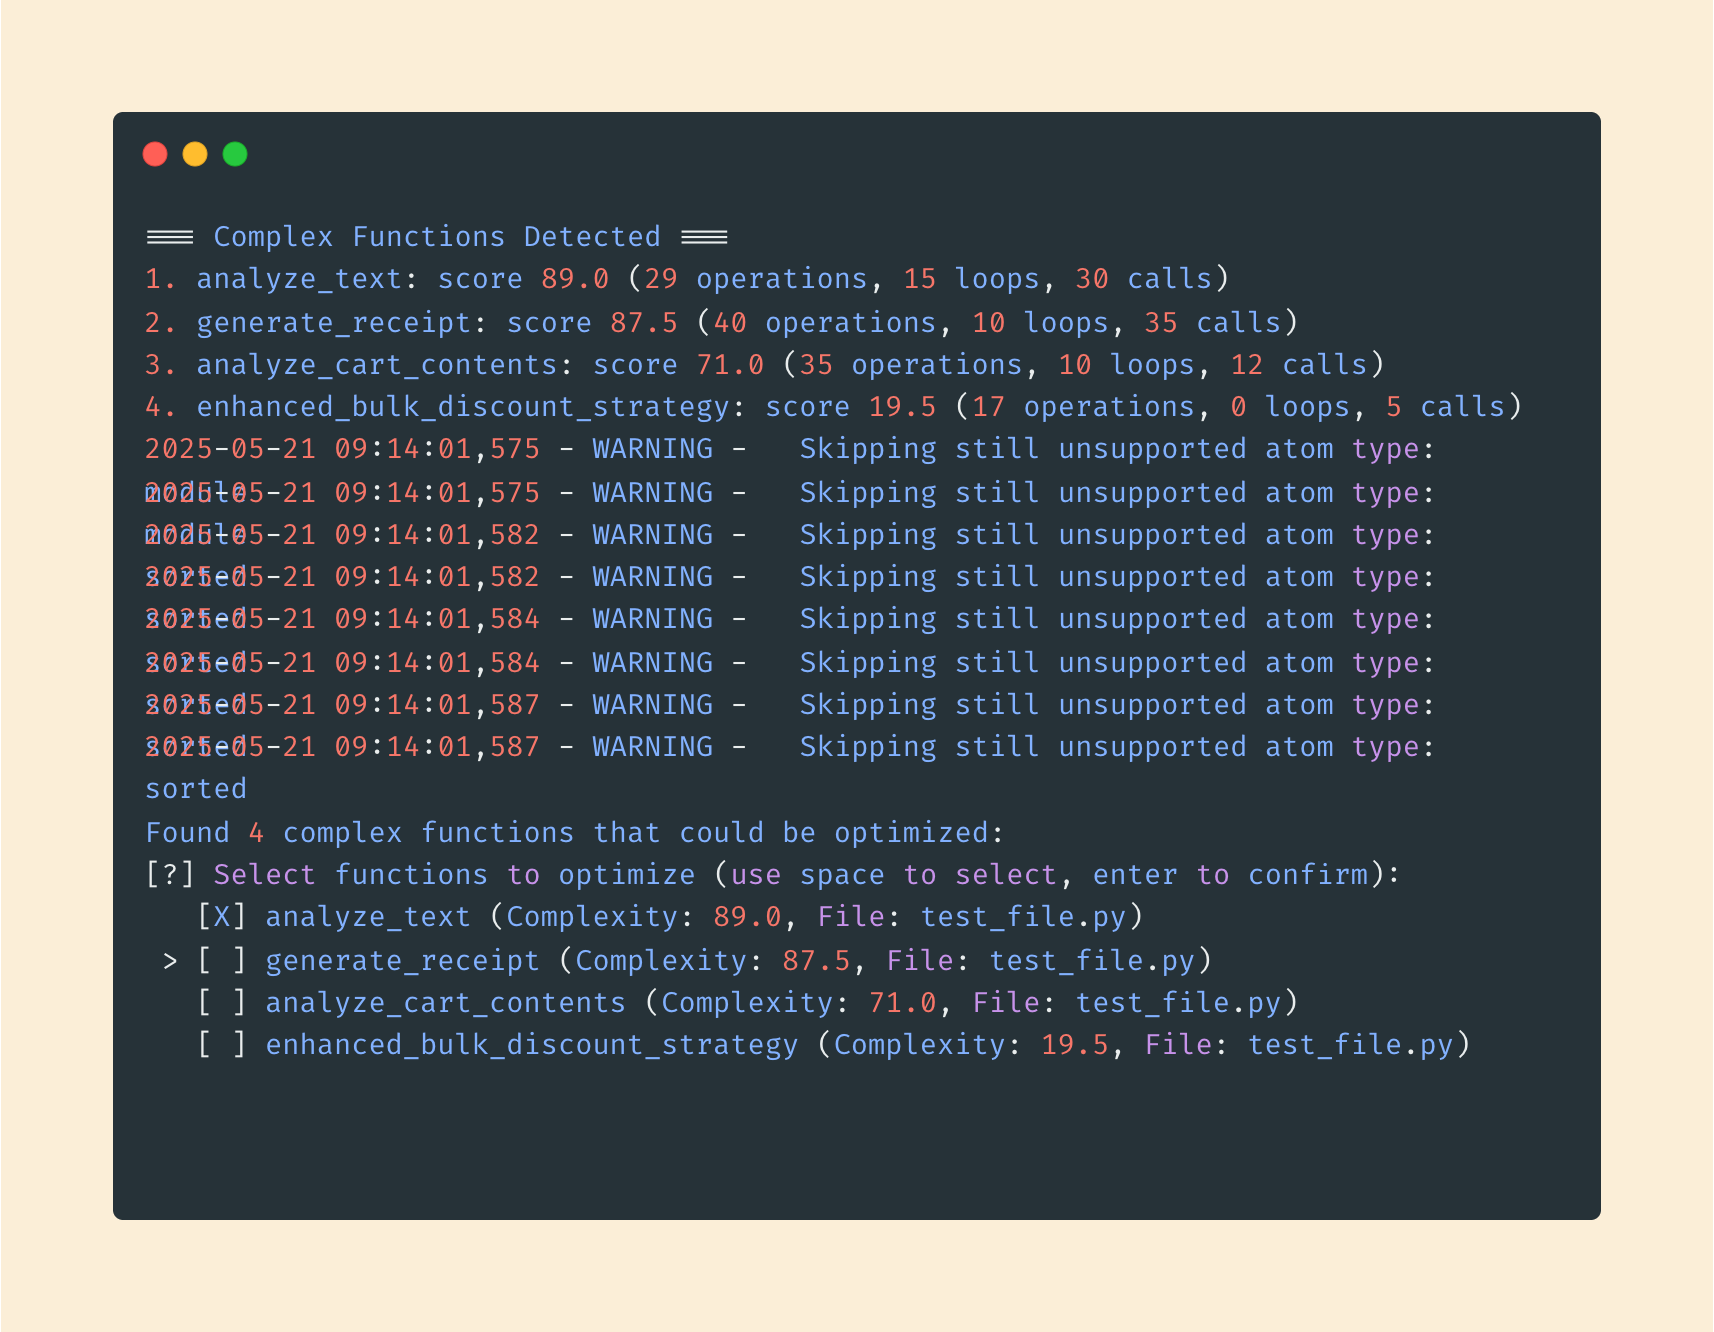 === Complex Functions Detected ===
1. analyze_text: score 89.0 (29 operations, 15 loops, 30 calls)
2. generate_receipt: score 87.5 (40 operations, 10 loops, 35 calls)
3. analyze_cart_contents: score 71.0 (35 operations, 10 loops, 12 calls)
4. enhanced_bulk_discount_strategy: score 19.5 (17 operations, 0 loops, 5 calls)
2025-05-21 09:14:01,575 - WARNING -   Skipping still unsupported atom type:
module
2025-05-21 09:14:01,575 - WARNING -   Skipping still unsupported atom type:
module
2025-05-21 09:14:01,582 - WARNING -   Skipping still unsupported atom type:
sorted
2025-05-21 09:14:01,582 - WARNING -   Skipping still unsupported atom type:
sorted
2025-05-21 09:14:01,584 - WARNING -   Skipping still unsupported atom type:
sorted
2025-05-21 09:14:01,584 - WARNING -   Skipping still unsupported atom type:
sorted
2025-05-21 09:14:01,587 - WARNING -   Skipping still unsupported atom type:
sorted
2025-05-21 09:14:01,587 - WARNING -   Skipping still unsupported atom type:
sorted
Found 4 complex functions that could be optimized:
[?] Select functions to optimize (use space to select, enter to confirm):
   [X] analyze_text (Complexity: 89.0, File: test_file.py)
 > [ ] generate_receipt (Complexity: 87.5, File: test_file.py)
   [ ] analyze_cart_contents (Complexity: 71.0, File: test_file.py)
   [ ] enhanced_bulk_discount_strategy (Complexity: 19.5, File: test_file.py)